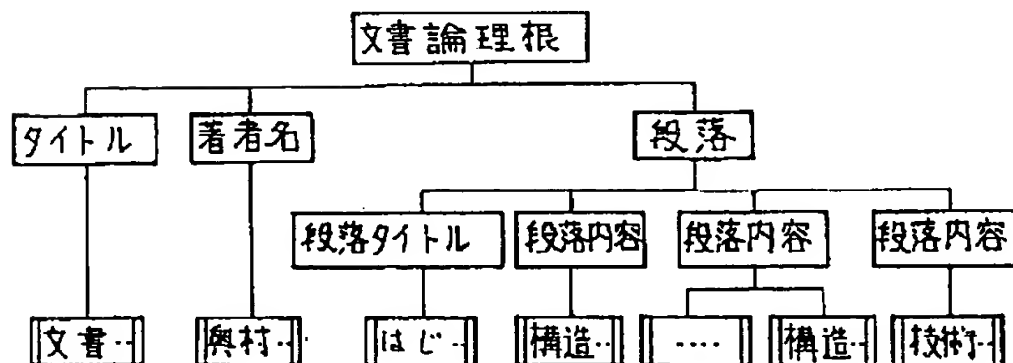 文書論理根
タイトル 著者名 段落
段落タイトル 段落内容 段落内容 段落内容
文書‥ 奥村‥ はじ‥ 構造‥ ‥‥ 構造‥ 技術‥